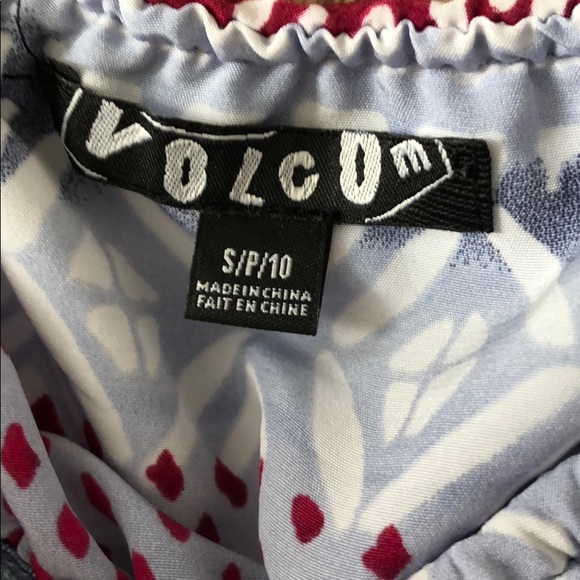 VOLCOM
S/P/10
MADE IN CHINA
FAIT EN CHINE